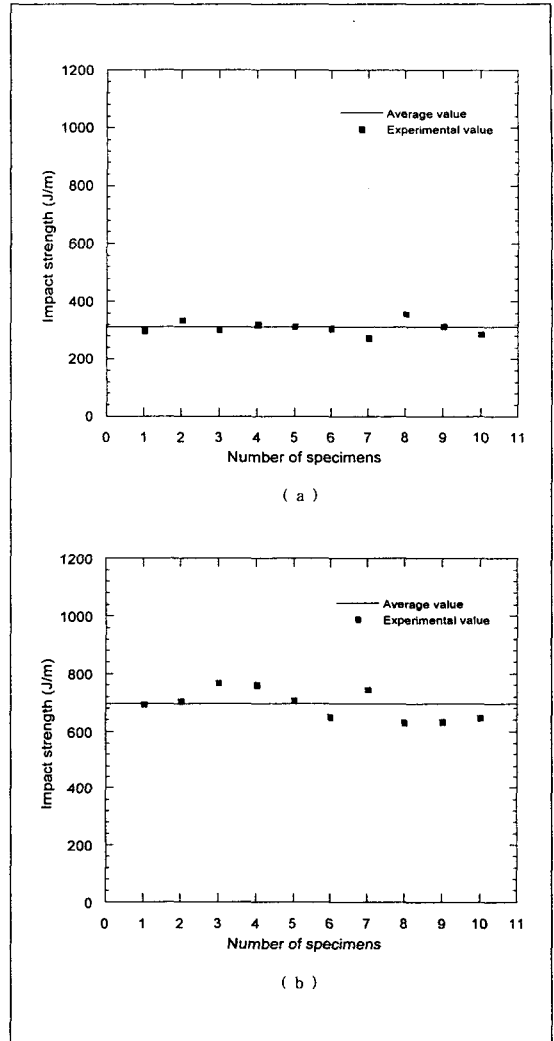 1200
1000
800
600
400
200
0
Impact strength (J/m)
Average value
Experimental value
0 1 2 3 4 5 6 7 8 9 10 11
Number of specimens
( a )
1200
1000
800
600
400
200
0
Impact strength (J/m)
Average value
Experimental value
0 1 2 3 4 5 6 7 8 9 10 11
Number of specimens
( b )